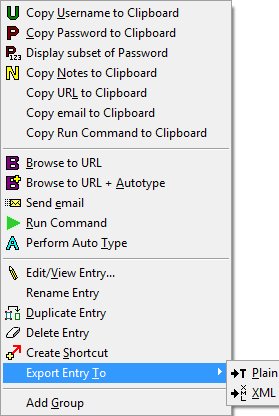 Copy Username to Clipboard
Copy Password to Clipboard
Display subset of Password
Copy Notes to Clipboard
Copy URL to Clipboard
Copy email to Clipboard
Copy Run Command to Clipboard
Browse to URL
Browse to URL + Autotype
Send email
Run Command
Perform Auto Type
Edit/View Entry...
Rename Entry
Duplicate Entry
Delete Entry
Create Shortcut
Export Entry To
Plain
XML
Add Group